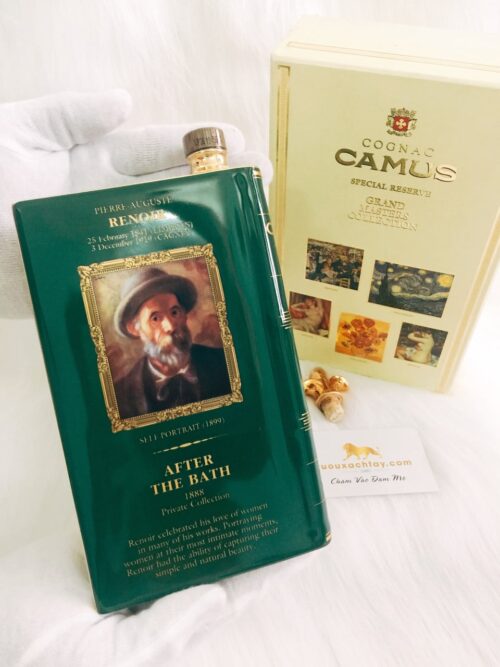 PIERRE-AUGUSTE
RENOIR
25 February 1841
3 December 1919
SELF PORTRAIT (1899)
AFTER
THE BATH
1888
Private Collection
Renoir celebrated his love of women
in many of his works. Portraying
women at their most intimate moments,
Renoir had the ability of capturing their
simple and natural beauty.
COGNAC
CAMUS
SPECIAL RESERVE
GRAND
MASTERS
COLLECTION
uouxachtay.com
Chạm Vào Đam Mê